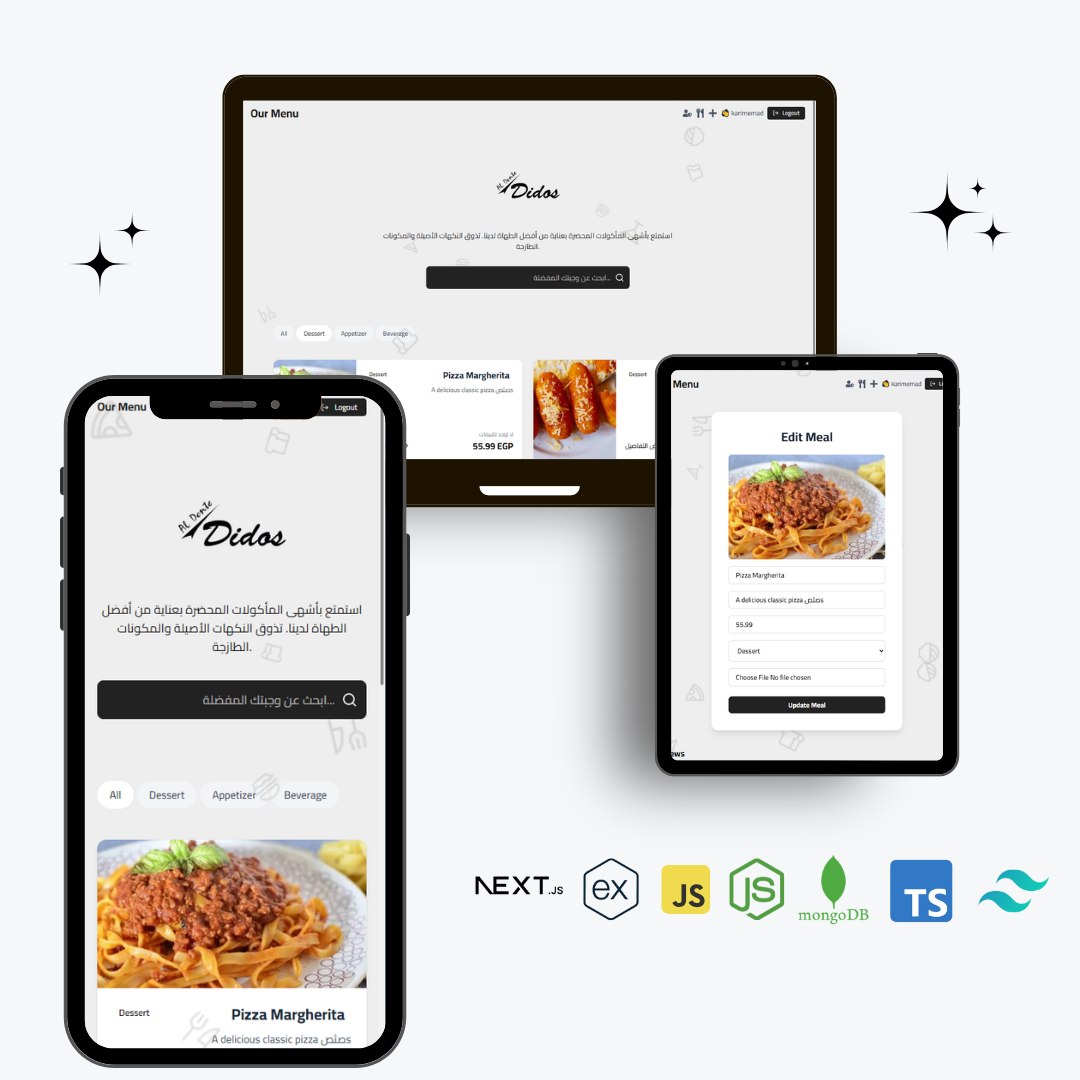 Our Menu
karimemad
Logout
Al Dente
Didos
استمتع بأشهى المأكولات المحضرة بعناية من أفضل الطهاة لدينا. تذوق النكهات الأصيلة والمكونات
الطازجة.
ابحث عن وجبتك المفضلة...
All
Dessert
Appetizer
Beverage
Dessert
Pizza Margherita
A delicious classic pizza
لا توجد تقييمات
55.99 EGP
Dessert
التفاصيل
Menu
karimemad
Edit Meal
Pizza Margherita
A delicious classic pizza
55.99
Dessert
Choose File No file chosen
Update Meal
ews
Our Menu
Logout
Al Dente
Didos
استمتع بأشهى المأكولات المحضرة بعناية من أفضل
الطهاة لدينا. تذوق النكهات الأصيلة والمكونات
الطازجة.
ابحث عن وجبتك المفضلة...
All
Dessert
Appetizer
Beverage
Dessert
Pizza Margherita
A delicious classic pizza
NEXT.JS
ex
JS
JS
mongoDB
TS